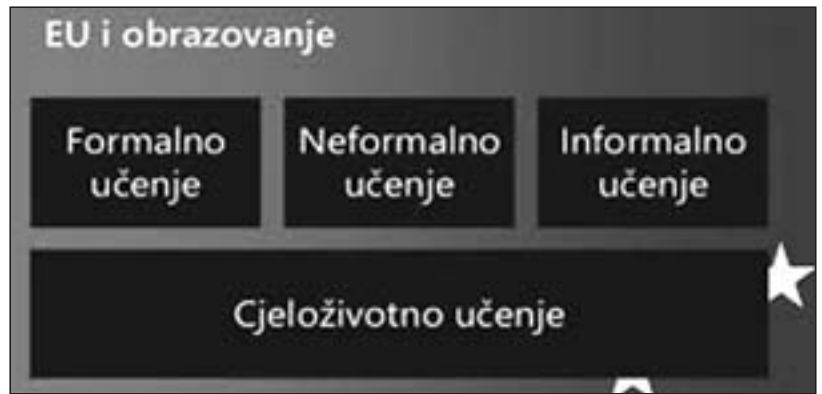 EU i obrazovanje
Formalno
učenje
Neformalno
učenje
Informalno
učenje
Cjeloživotno učenje